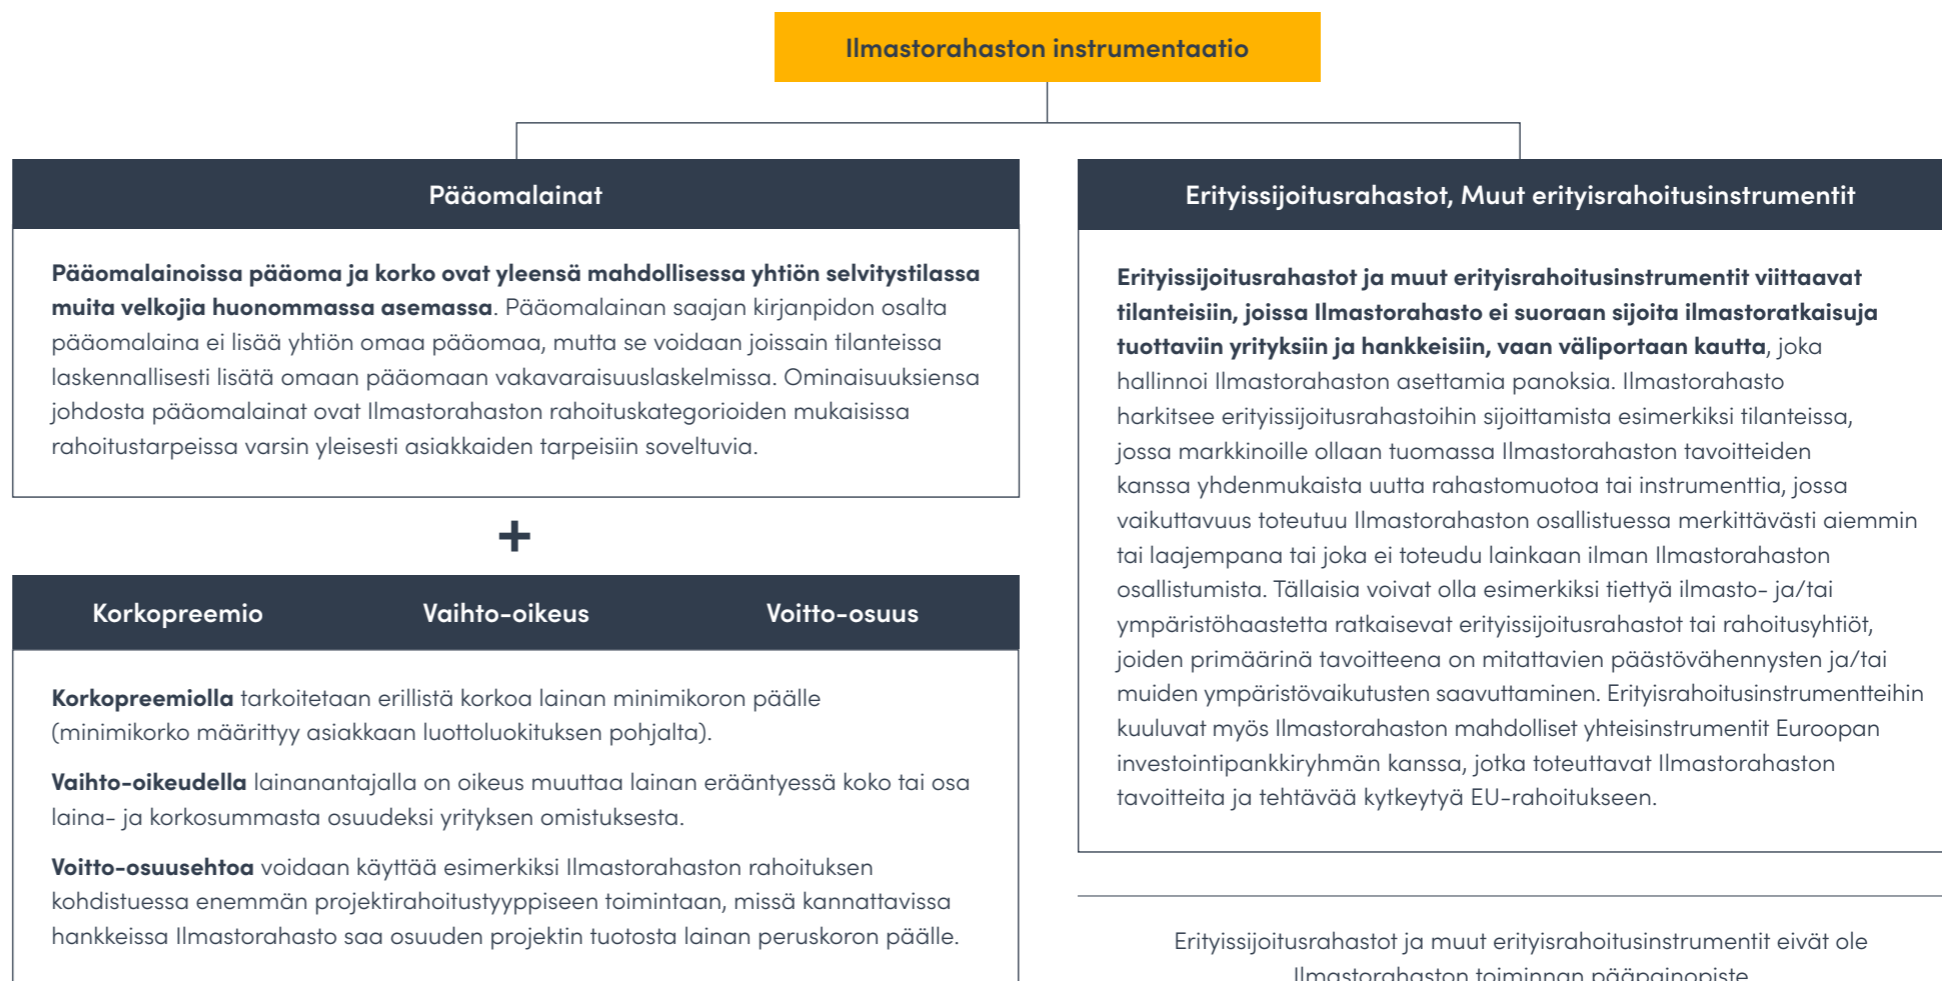 Ilmastorahaston instrumentaatio
Pääomalainat
Pääomalainoissa pääoma ja korko ovat yleensä mahdollisessa yhtiön selvitystilassa
muita velkojia huonommassa asemassa. Pääomalainan saajan kirjanpidon osalta
pääomalaina ei lisää yhtiön omaa pääomaa, mutta se voidaan joissain tilanteissa
laskennallisesti lisätä omaan pääomaan vakavaraisuuslaskelmissa. Ominaisuuksiensa
johdosta pääomalainat ovat Ilmastorahaston rahoituskategorioiden mukaisissa
rahoitustarpeissa varsin yleisesti asiakkaiden tarpeisiin soveltuvia.
+
Korkopreemio Vaihto-oikeus Voitto-osuus
Korkopreemiolla tarkoitetaan erillistä korkoa lainan minimikoron päälle
(minimikorko määrittyy asiakkaan luottoluokituksen pohjalta).
Vaihto-oikeudella lainanantajalla on oikeus muuttaa lainan erääntyessä koko tai osa
laina- ja korkosummasta osuudeksi yrityksen omistuksesta.
Voitto-osuusehtoa voidaan käyttää esimerkiksi Ilmastorahaston rahoituksen
kohdistuessa enemmän projektirahoitustyyppiseen toimintaan, missä kannattavissa
hankkeissa Ilmastorahasto saa osuuden projektin tuotosta lainan peruskoron päälle.
Erityissijoitusrahastot, Muut erityisrahoitusinstrumentit
Erityissijoitusrahastot ja muut erityisrahoitusinstrumentit viittaavat
tilanteisiin, joissa Ilmastorahasto ei suoraan sijoita ilmastoratkaisuja
tuottaviin yrityksiin ja hankkeisiin, vaan väliportaan kautta, joka
hallinnoi Ilmastorahaston asettamia panoksia. Ilmastorahasto
harkitsee erityissijoitusrahastoihin sijoittamista esimerkiksi tilanteissa,
jossa markkinoille ollaan tuomassa Ilmastorahaston tavoitteiden
kanssa yhdenmukaista uutta rahastomuotoa tai instrumenttia, jossa
vaikuttavuus toteutuu Ilmastorahaston osallistuessa merkittävästi aiemmin
tai laajempana tai joka ei toteudu lainkaan ilman Ilmastorahaston
osallistumista. Tällaisia voivat olla esimerkiksi tiettyä ilmasto- ja/tai
ympäristöhaastetta ratkaisevat erityissijoitusrahastot tai rahoitusyhtiöt,
joiden primäärinä tavoitteena on mitattavien päästövähennysten ja/tai
muiden ympäristövaikutusten saavuttaminen. Erityisrahoitusinstrumentteihin
kuuluvat myös Ilmastorahaston mahdolliset yhteisinstrumentit Euroopan
investointipankkiryhmän kanssa, jotka toteuttavat Ilmastorahaston
tavoitteita ja tehtävää kytkeytyä EU-rahoitukseen.
Erityissijoitusrahastot ja muut erityisrahoitusinstrumentit eivät ole
Ilmastorahaston toiminnan pääpainopiste